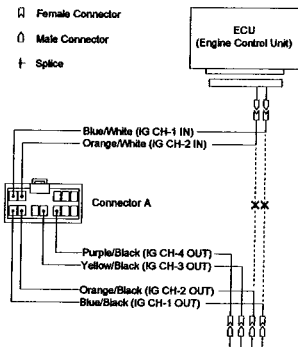 Female Connector
Male Connector
Splice
ECU
(Engine Control Unit)
Blue/White (IG CH-1 IN)
Orange/White (IG CH-2 IN)
Connector A
Purple/Black (IG CH-4 OUT)
Yellow/Black (IG CH-3 OUT)
Orange/Black (IG CH-2 OUT)
Blue/Black (IG CH-1 OUT)